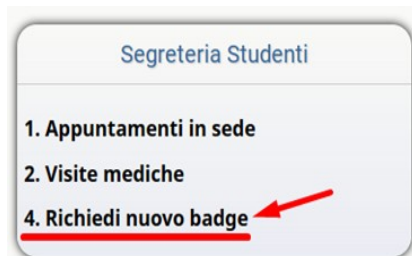 Segreteria Studenti
1. Appuntamenti in sede
2. Visite mediche
4. Richiedi nuovo badge